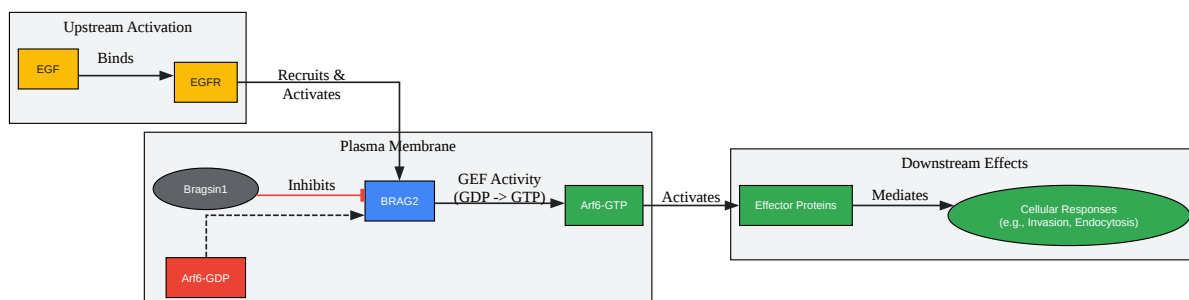 Upstream Activation
EGF
Binds
EGFR
Recruits &
Activates
Plasma Membrane
Bragsin1
Inhibits
BRAG2
GEF Activity
(GDP -> GTP)
Arf6-GTP
Arf6-GDP
Activates
Downstream Effects
Effector Proteins
Mediates
Cellular Responses
(e.g., Invasion, Endocytosis)